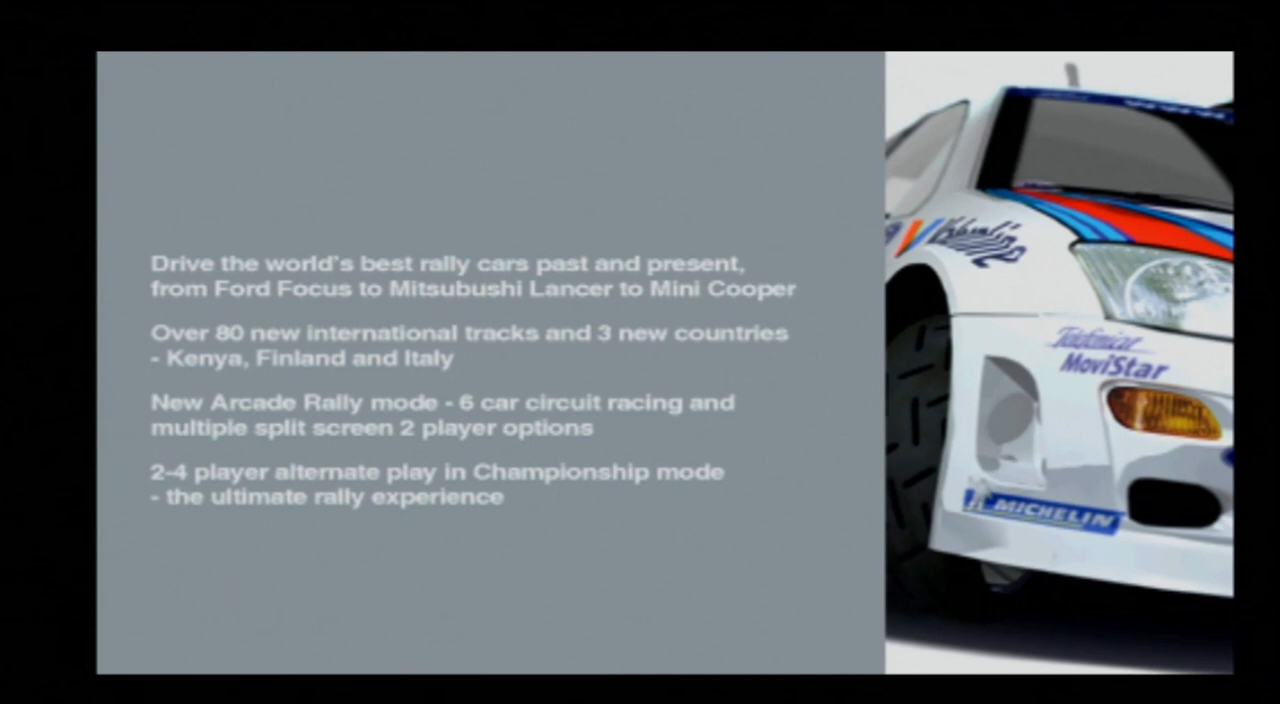 Drive the world's best rally cars past and present,
from Ford Focus to Mitsubushi Lancer to Mini Cooper
Over 80 new international tracks and 3 new countries
- Kenya, Finland and Italy
New Arcade Rally mode - 6 car circuit racing and
multiple split screen 2 player options
2-4 player alternate play in Championship mode
- the ultimate rally experience
Valvoline
Telefonica
MoviStar
MICHELIN